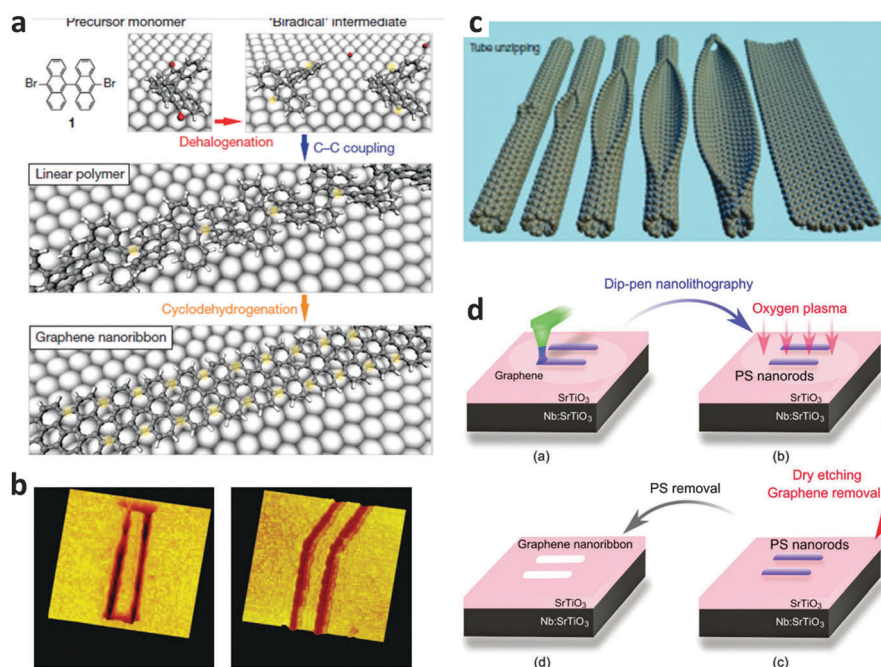 a
Precursor monomer
'Biradical' intermediate
Br
Br
1
Dehalogenation
C–C coupling
Linear polymer
Cyclodehydrogenation
Graphene nanoribbon
b
c
Tube unzipping
d
Dip-pen nanolithography
Oxygen plasma
Graphene
PS nanorods
SrTiO₃
SrTiO₃
Nb:SrTiO₃
Nb:SrTiO₃
(a)
(b)
PS removal
Dry etching
Graphene removal
Graphene nanoribbon
PS nanorods
SrTiO₃
SrTiO₃
Nb:SrTiO₃
Nb:SrTiO₃
(d)
(c)